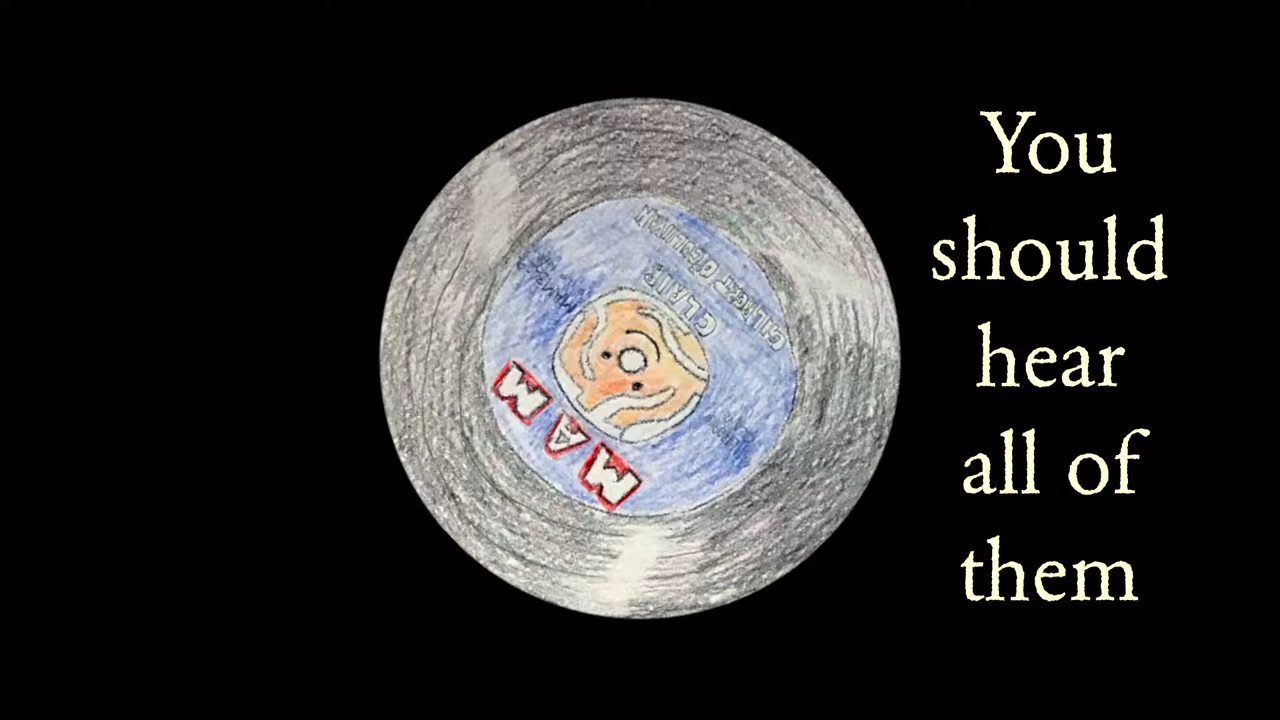 You
should
hear
all of
them
MAM
CLAIR
GILBERT O'SULLIVAN